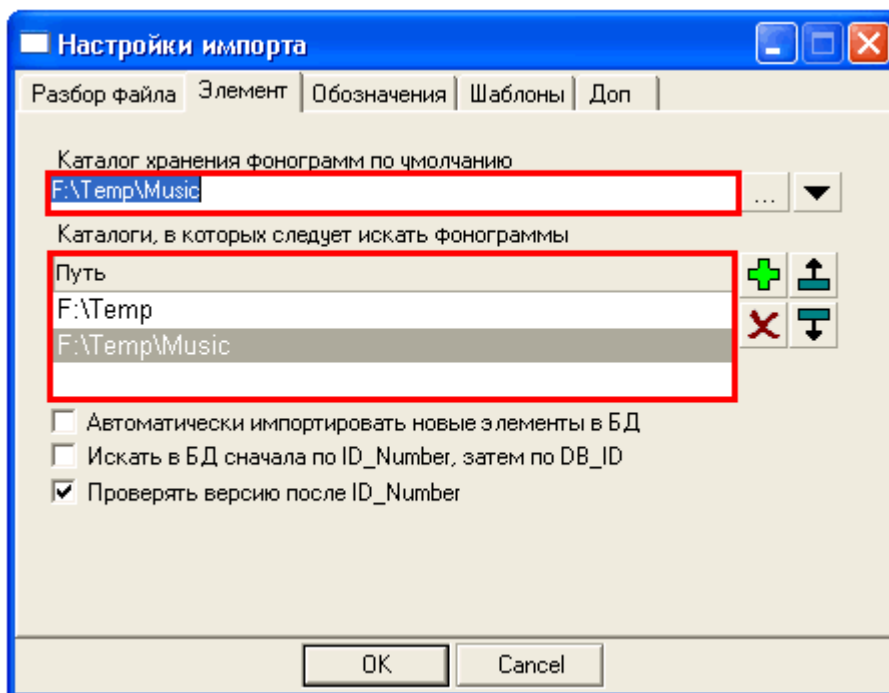 Настройки импорта
Разбор файла Элемент Обозначения Шаблоны Доп
Каталог хранения фонограмм по умолчанию
F:\Temp\Music ...
Каталоги, в которых следует искать фонограммы
Путь
F:\Temp
F:\Temp\Music
Автоматически импортировать новые элементы в БД
Искать в БД сначала по ID_Number, затем по DB_ID
Проверять версию после ID_Number
OK Cancel